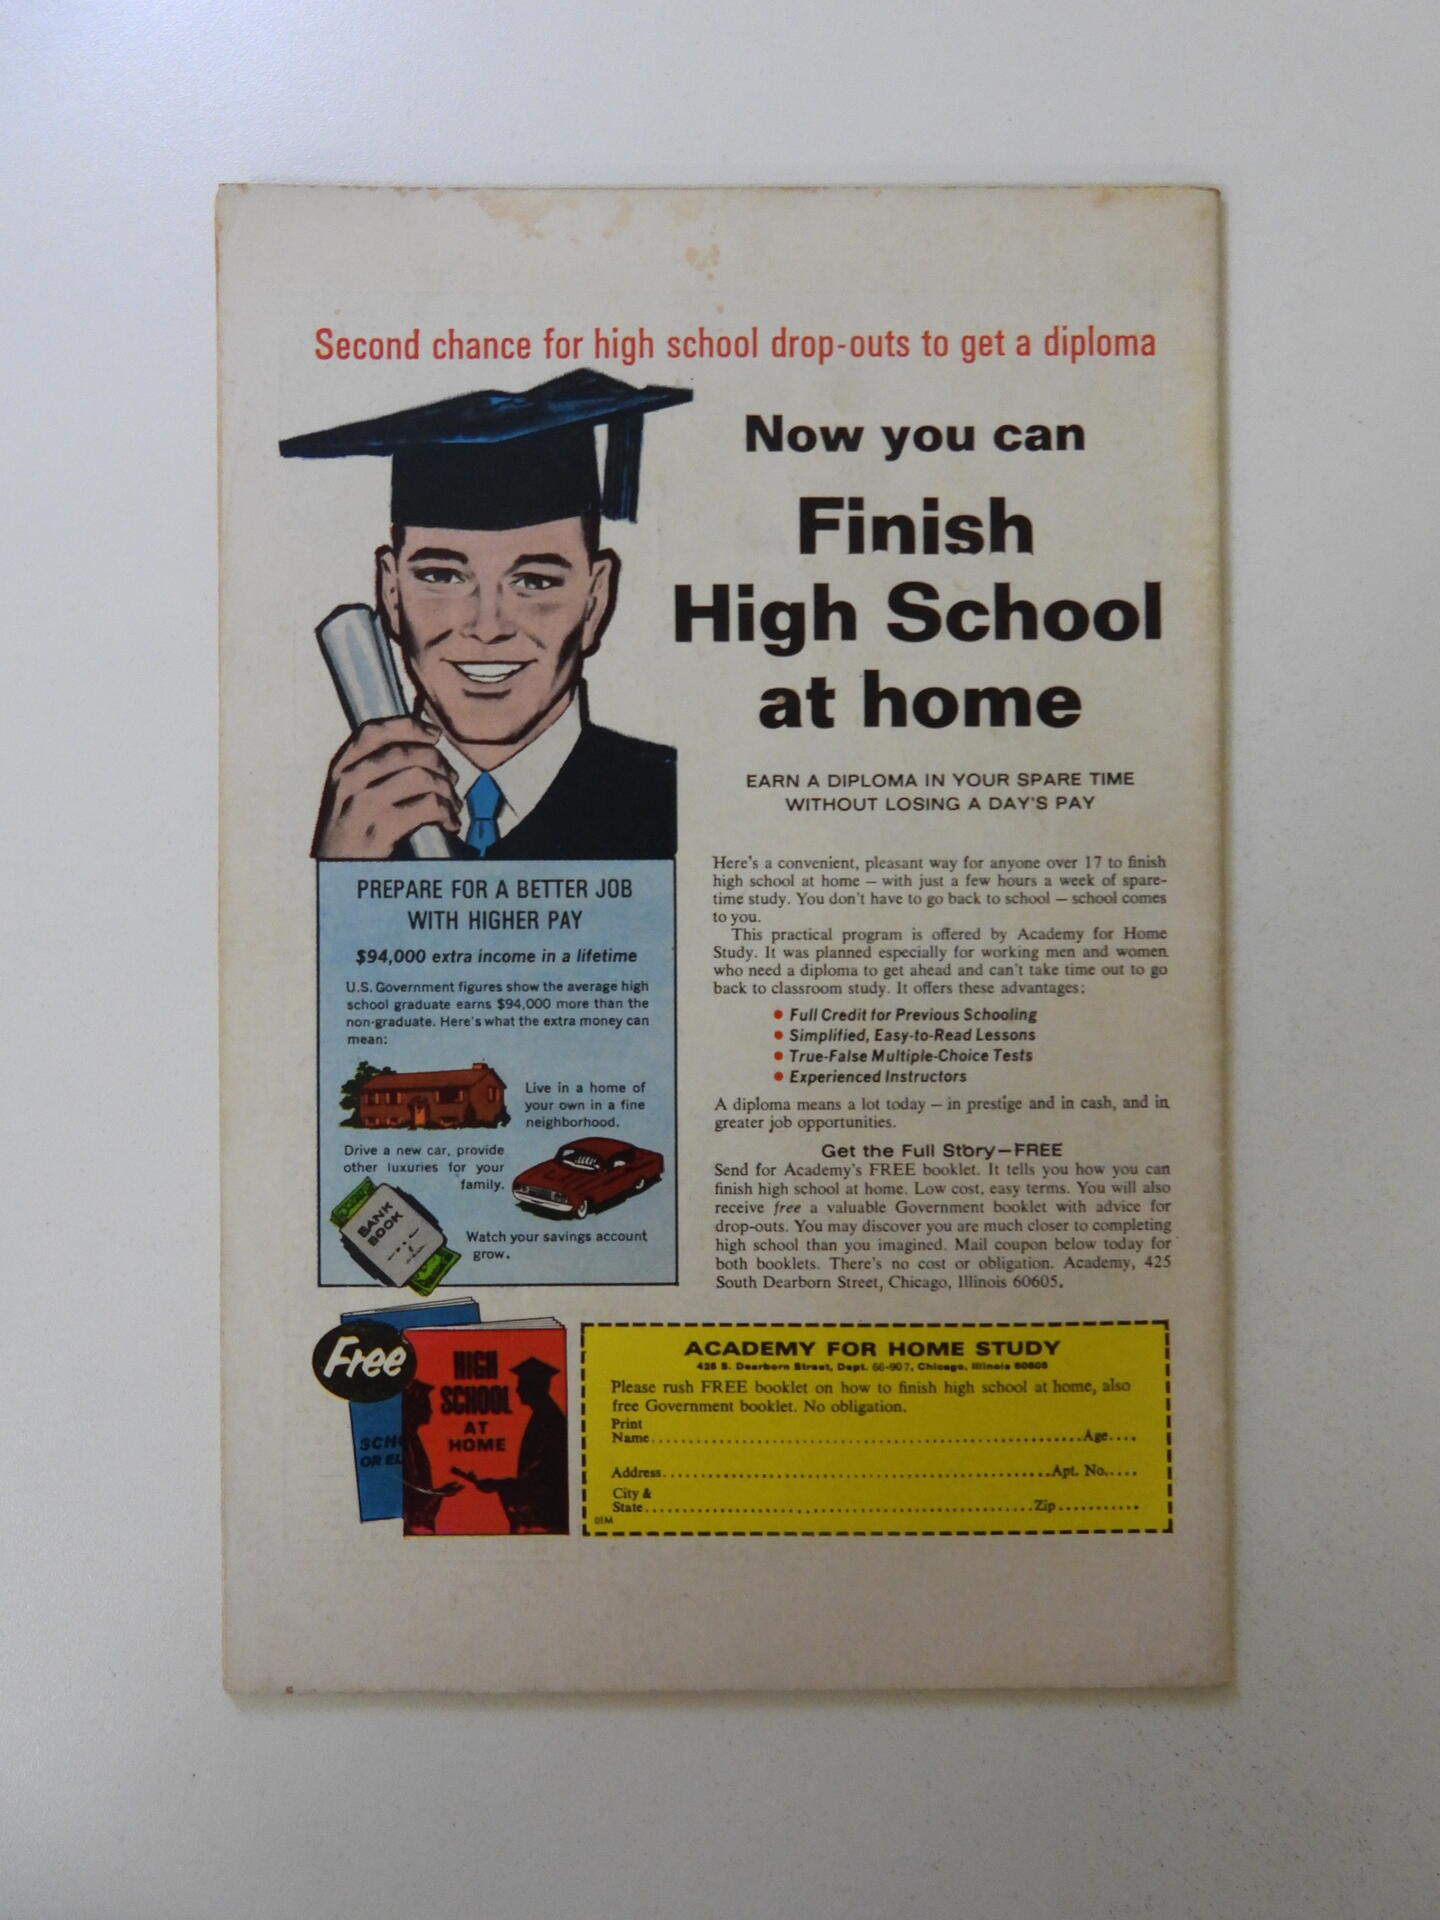 Second chance for high school drop-outs to get a diploma
Now you can
Finish
High School
at home
EARN A DIPLOMA IN YOUR SPARE TIME
WITHOUT LOSING A DAY'S PAY
PREPARE FOR A BETTER JOB
WITH HIGHER PAY
$94,000 extra income in a lifetime
U.S. Government figures show the average high
school graduate earns $94,000 more than the
non-graduate. Here's what the extra money can
mean:
Live in a home of
your own in a fine
neighborhood.
Drive a new car, provide
other luxuries for your
family.
BANK
BOOK
Watch your savings account
grow.
Here's a convenient, pleasant way for anyone over 17 to finish
high school at home – with just a few hours a week of spare-
time study. You don't have to go back to school – school comes
to you.
This practical program is offered by Academy for Home
Study. It was planned especially for working men and women
who need a diploma to get ahead and can't take time out to go
back to classroom study. It offers these advantages:
• Full Credit for Previous Schooling
• Simplified, Easy-to-Read Lessons
• True-False Multiple-Choice Tests
• Experienced Instructors
A diploma means a lot today – in prestige and in cash, and in
greater job opportunities.
Get the Full Story–FREE
Send for Academy's FREE booklet. It tells you how you can
finish high school at home. Low cost, easy terms. You will also
receive free a valuable Government booklet with advice for
drop-outs. You may discover you are much closer to completing
high school than you imagined. Mail coupon below today for
both booklets. There's no cost or obligation. Academy, 425
South Dearborn Street, Chicago, Illinois 60605.
Free
HIGH
SCHOOL
AT
HOME
SCH
OR EL
ACADEMY FOR HOME STUDY
425 S. Dearborn Street, Dept. 66-907, Chicago, Illinois 60605
Please rush FREE booklet on how to finish high school at home, also
free Government booklet. No obligation.
Print
Name.......................................................Age....
Address.................................................Apt. No.....
City &
State.................................................Zip...........
01M